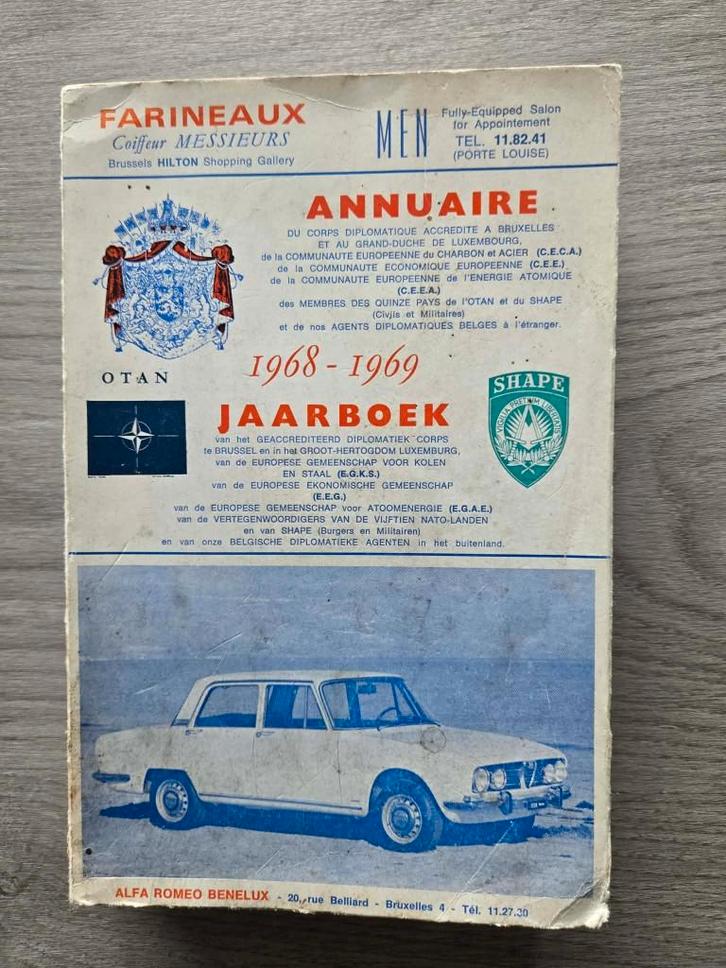 FARINEAUX
Coiffeur MESSIEURS
Brussels HILTON Shopping Gallery
MEN
Fully-Equipped Salon
for Appointement
TEL. 11.82.41
(PORTE LOUISE)
ANNUAIRE
DU CORPS DIPLOMATIQUE ACCREDITE A BRUXELLES
ET AU GRAND-DUCHE DE LUXEMBOURG,
de la COMMUNAUTE EUROPEENNE du CHARBON et ACIER (C.E.C.A.)
de la COMMUNAUTE ECONOMIQUE EUROPEENNE (C.E.E.)
de la COMMUNAUTE EUROPEENNE de l'ENERGIE ATOMIQUE
(C.E.E.A.)
des MEMBRES DES QUINZE PAYS de l'OTAN et du SHAPE
(Civils et Militaires)
et de nos AGENTS DIPLOMATIQUES BELGES à l'étranger.
1968 - 1969
OTAN
JAARBOEK
van het GEACCREDITEERD DIPLOMATIEK CORPS
te BRUSSEL en in het GROOT-HERTOGDOM LUXEMBURG,
van de EUROPESE GEMEENSCHAP VOOR KOLEN
EN STAAL (E.G.K.S.)
van de EUROPESE EKONOMISCHE GEMEENSCHAP
(E.E.G.)
van de EUROPESE GEMEENSCHAP voor ATOOMENERGIE (E.G.A.E.)
van de VERTEGENWOORDIGERS VAN DE VIJFTIEN NATO-LANDEN
en van SHAPE (Burgers en Militairen)
en van onze BELGISCHE DIPLOMATIEKE AGENTEN in het buitenland.
SHAPE
VIGILIA PRETIUM LIBERTATIS
ALFA ROMEO BENELUX - 20, rue Belliard - Bruxelles 4 - Tél. 11.27.30